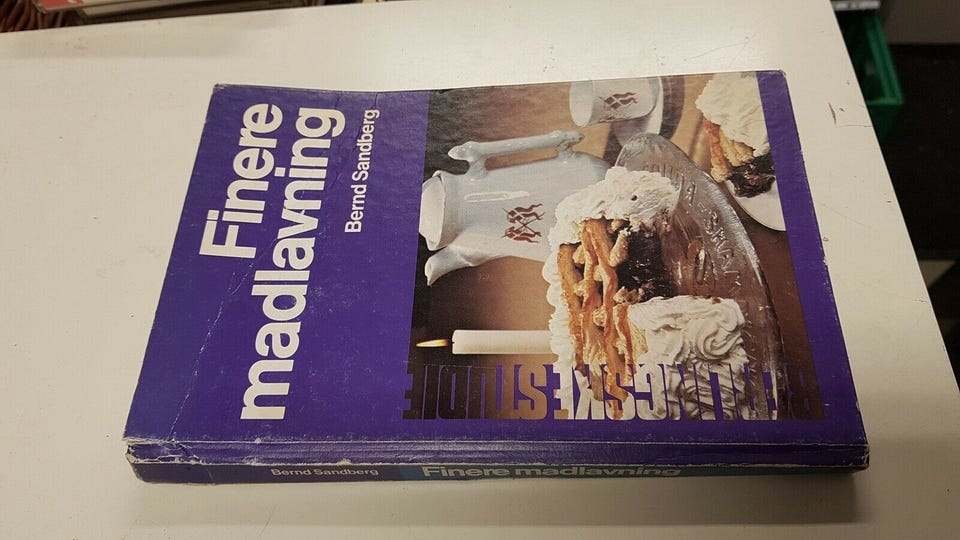 Finere
madlavning
Bernd Sandberg
BERLINGSKE STUDIE
Bernd Sandberg Finere madlavning